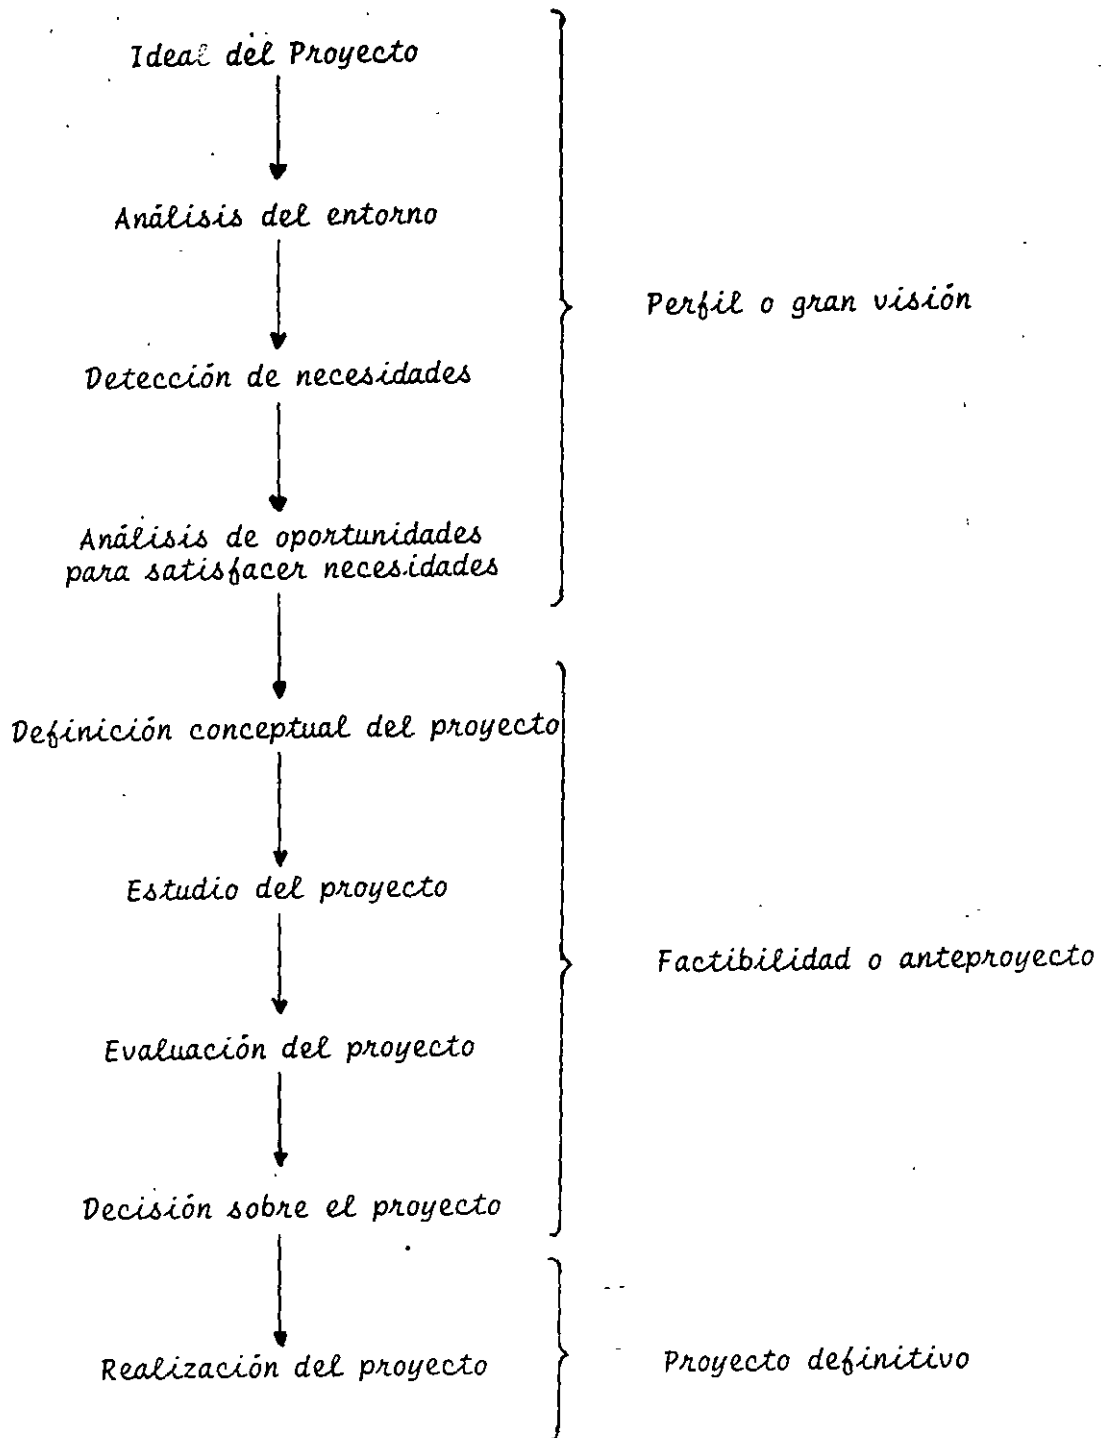 Ideal del Proyecto
Análisis del entorno
Detección de necesidades
Análisis de oportunidades
para satisfacer necesidades
Perfil o gran visión
Definición conceptual del proyecto
Estudio del proyecto
Evaluación del proyecto
Decisión sobre el proyecto
Factibilidad o anteproyecto
Realización del proyecto
Proyecto definitivo